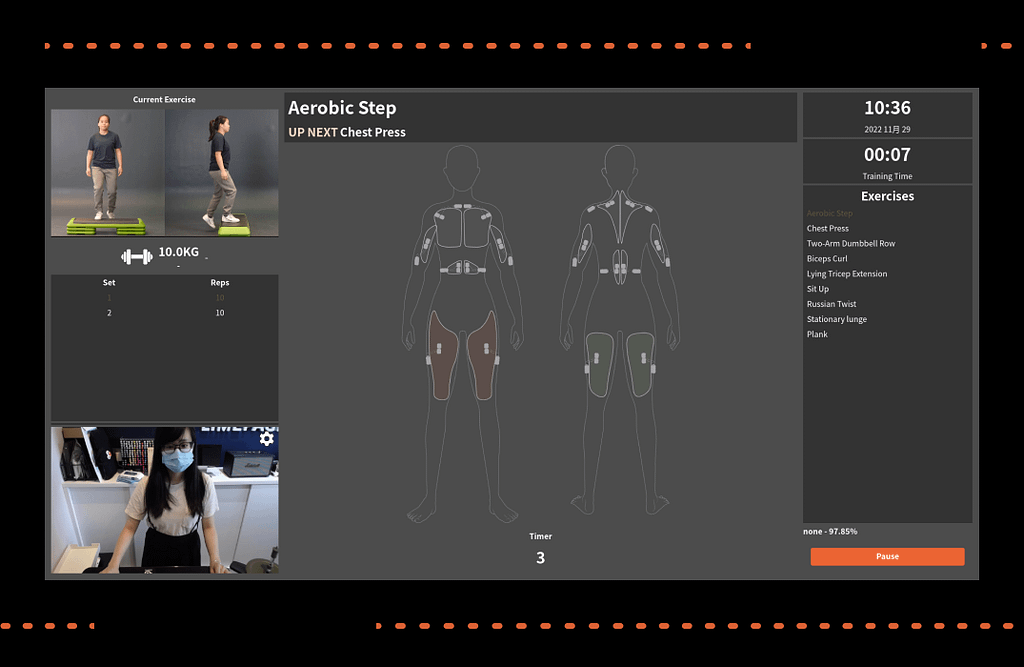 Current Exercise
10.0KG -
-
Set Reps
1 10
2 10
Aerobic Step
UP NEXT Chest Press
Timer
3
10:36
2022 11月 29
00:07
Training Time
Exercises
Aerobic Step
Chest Press
Two-Arm Dumbbell Row
Biceps Curl
Lying Tricep Extension
Sit Up
Russian Twist
Stationary lunge
Plank
none - 97.85%
Pause